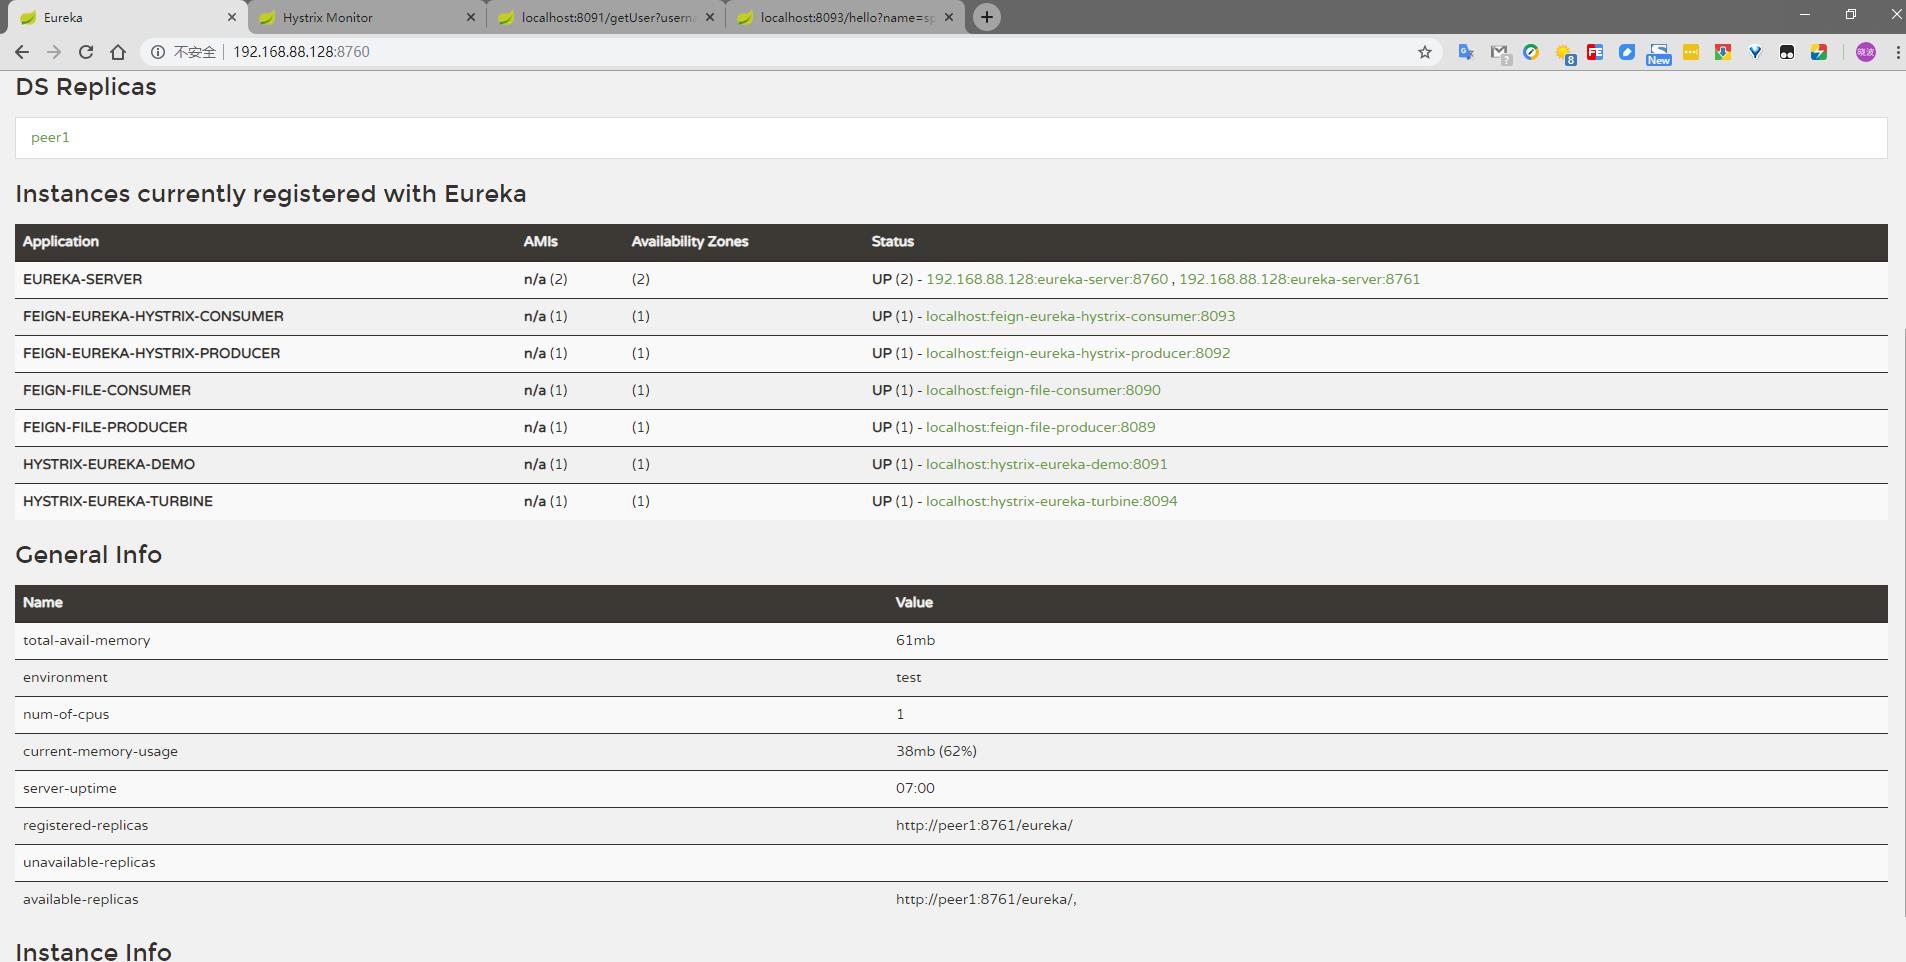 Eureka
Hystrix Monitor
localhost:8091/getUser?userna
localhost:8093/hello?name=sp
不安全 192.168.88.128:8760
8
FE
New
晓波
DS Replicas
peer1
Instances currently registered with Eureka
Application AMIs Availability Zones Status
EUREKA-SERVER n/a (2) (2) UP (2) - 192.168.88.128:eureka-server:8760 , 192.168.88.128:eureka-server:8761
FEIGN-EUREKA-HYSTRIX-CONSUMER n/a (1) (1) UP (1) - localhost:feign-eureka-hystrix-consumer:8093
FEIGN-EUREKA-HYSTRIX-PRODUCER n/a (1) (1) UP (1) - localhost:feign-eureka-hystrix-producer:8092
FEIGN-FILE-CONSUMER n/a (1) (1) UP (1) - localhost:feign-file-consumer:8090
FEIGN-FILE-PRODUCER n/a (1) (1) UP (1) - localhost:feign-file-producer:8089
HYSTRIX-EUREKA-DEMO n/a (1) (1) UP (1) - localhost:hystrix-eureka-demo:8091
HYSTRIX-EUREKA-TURBINE n/a (1) (1) UP (1) - localhost:hystrix-eureka-turbine:8094
General Info
Name Value
total-avail-memory 61mb
environment test
num-of-cpus 1
current-memory-usage 38mb (62%)
server-uptime 07:00
registered-replicas http://peer1:8761/eureka/
unavailable-replicas
available-replicas http://peer1:8761/eureka/,
Instance Info